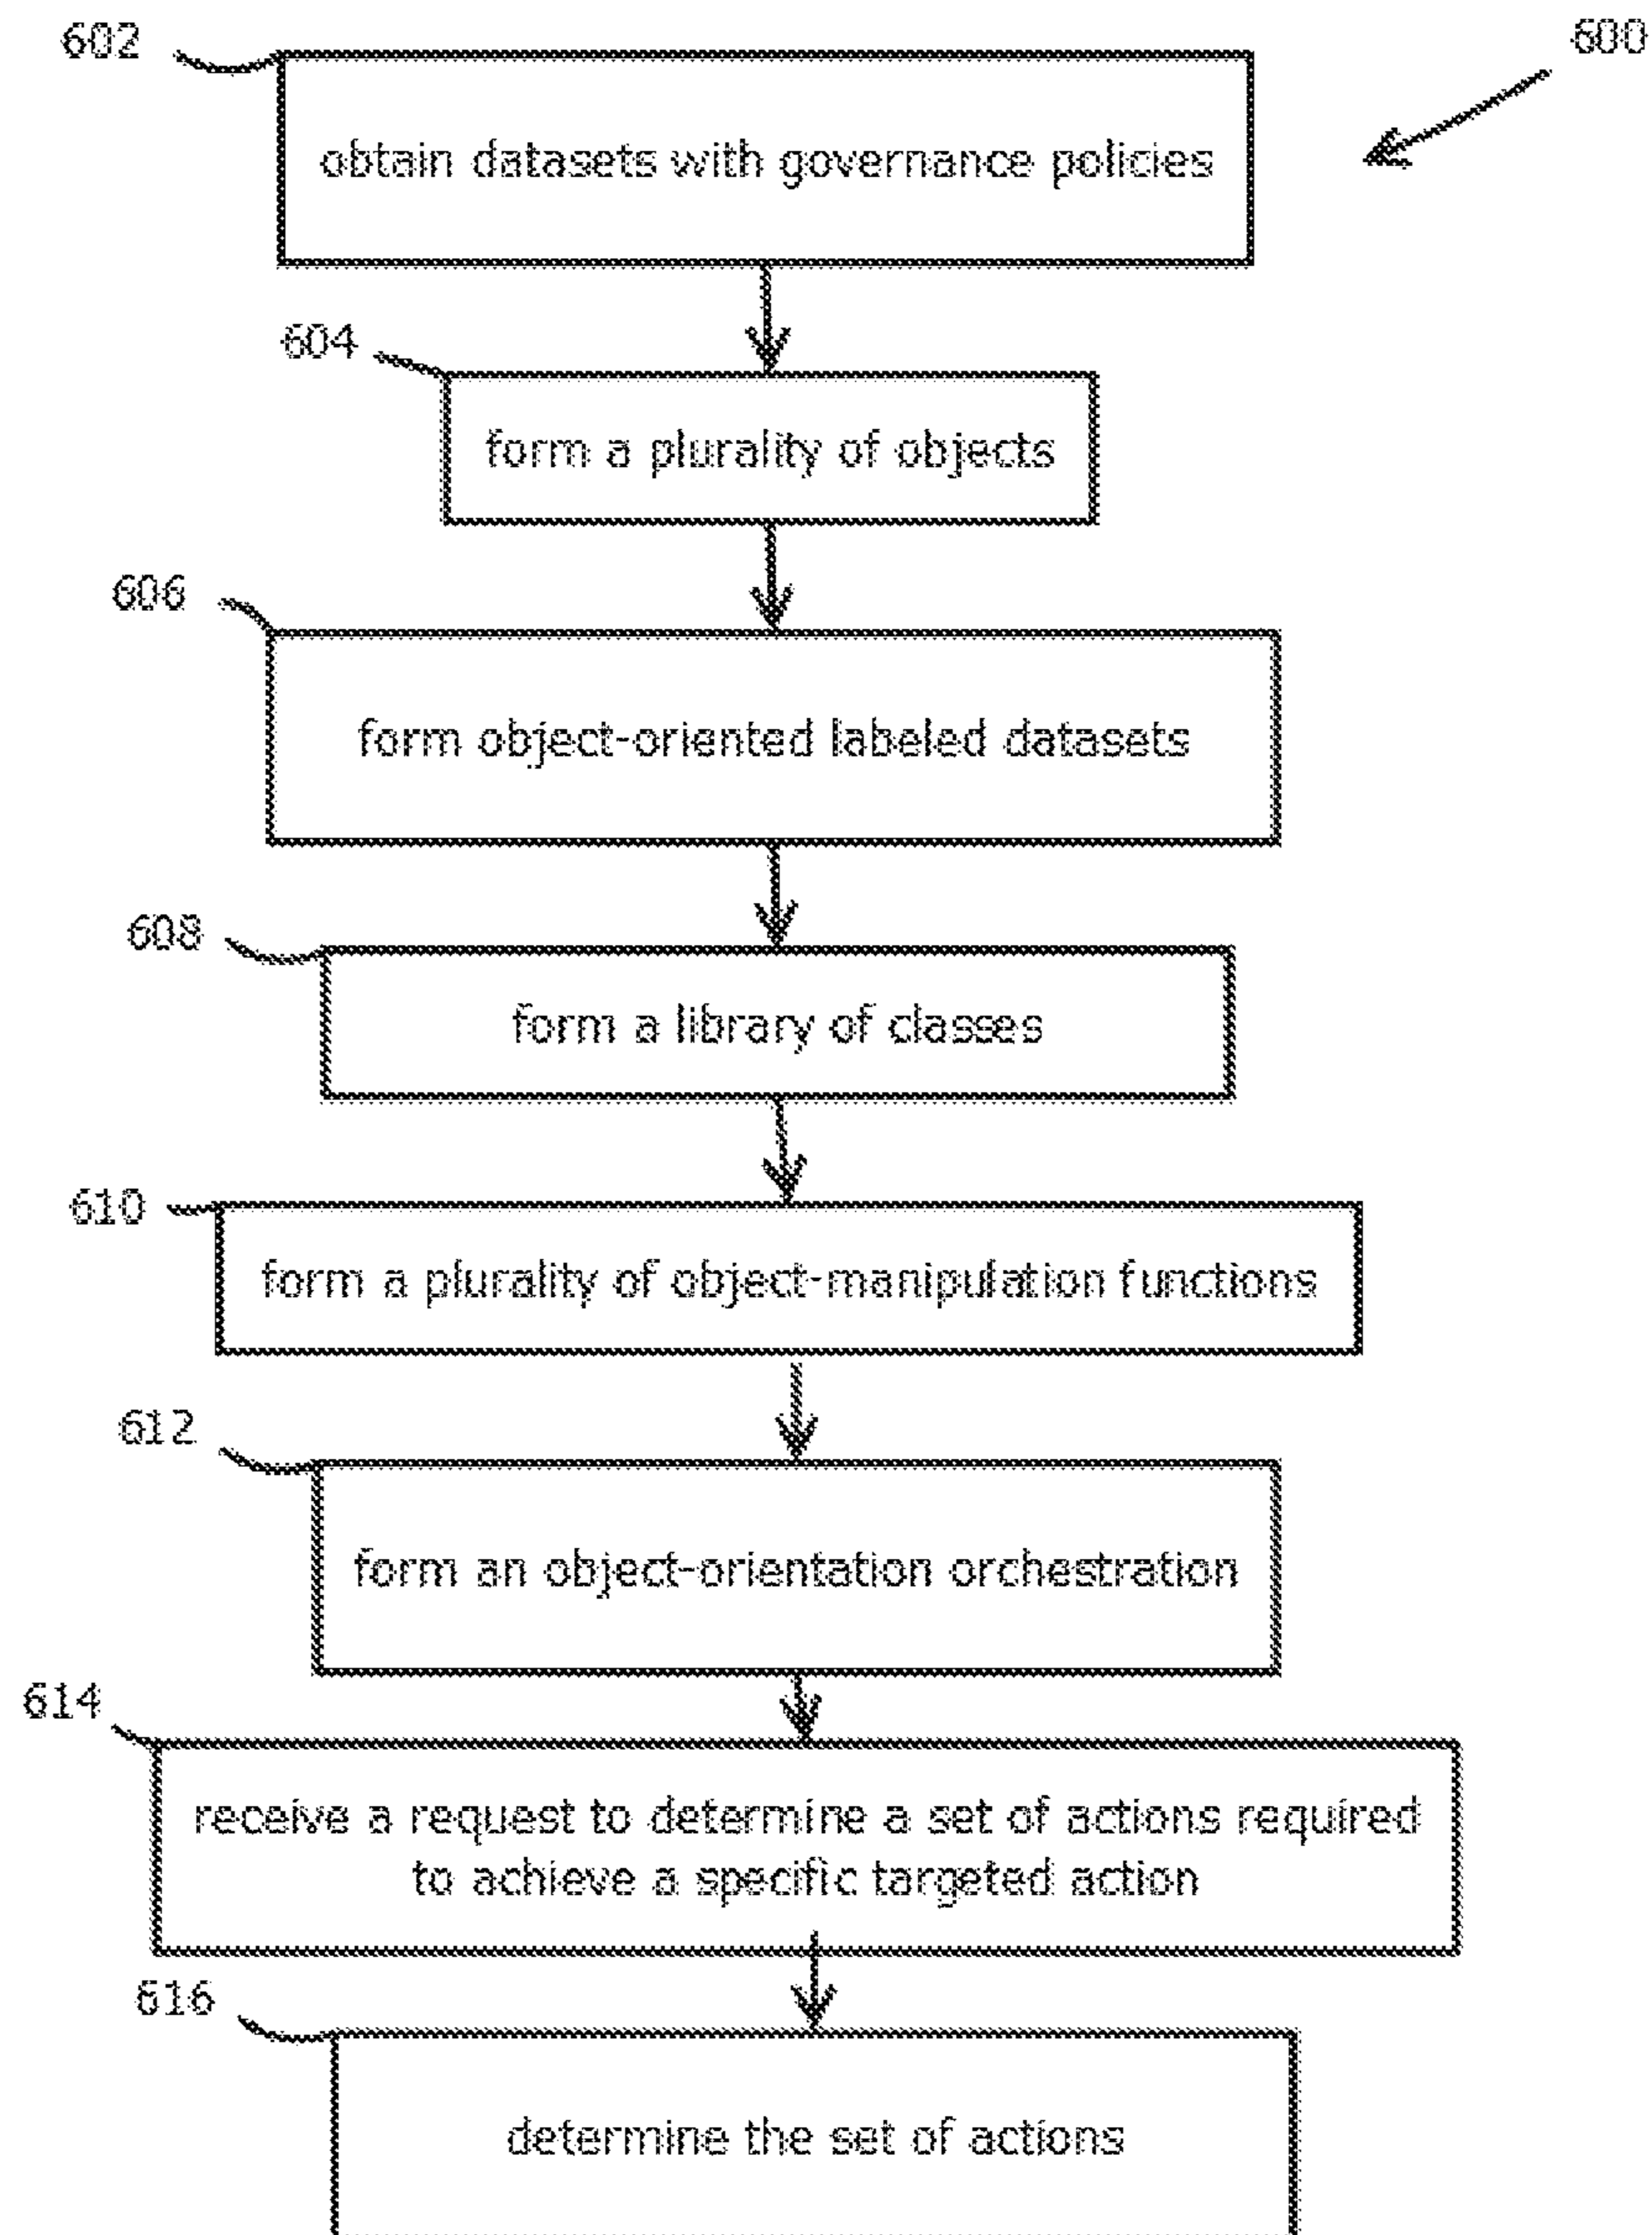 602
600
obtain datasets with governance policies
604
form a plurality of objects
606
form object-oriented labeled datasets
608
form a library of classes
610
form a plurality of object-manipulation functions
612
form an object-orientation orchestration
614
receive a request to determine a set of actions required
to achieve a specific targeted action
616
determine the set of actions